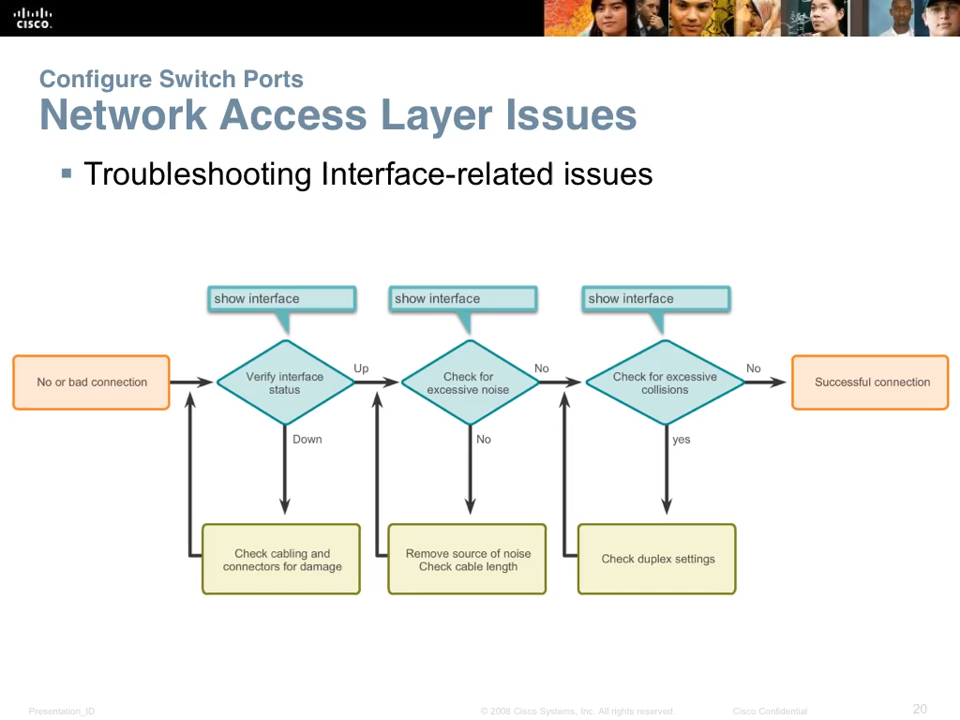 CISCO
Configure Switch Ports
Network Access Layer Issues
▪ Troubleshooting Interface-related issues
show interface
show interface
show interface
No or bad connection
Verify interface
status
Up
Check for
excessive noise
No
Check for excessive
collisions
No
Successful connection
Down
No
yes
Check cabling and
connectors for damage
Remove source of noise
Check cable length
Check duplex settings
Presentation_ID
© 2008 Cisco Systems, Inc. All rights reserved.
Cisco Confidential
20